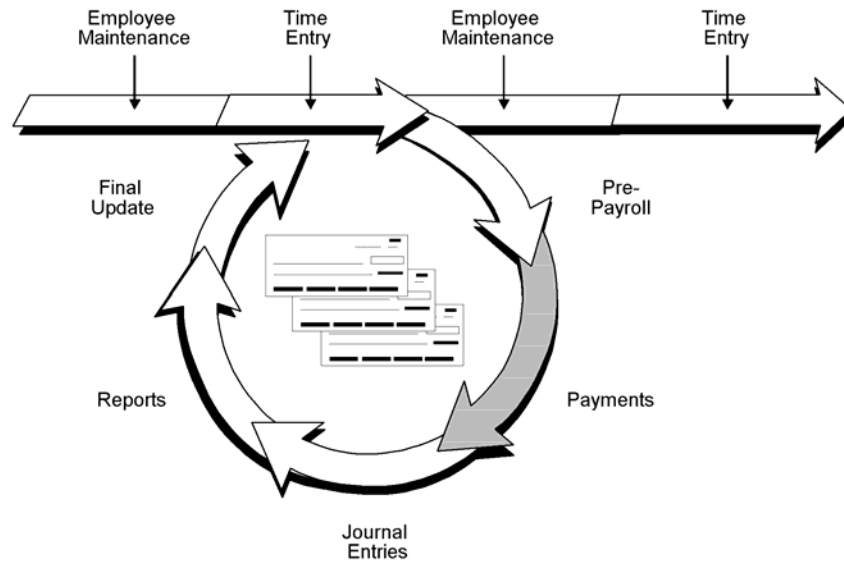 Employee
Maintenance
Time
Entry
Employee
Maintenance
Time
Entry
Final
Update
Pre-
Payroll
Reports
Payments
Journal
Entries